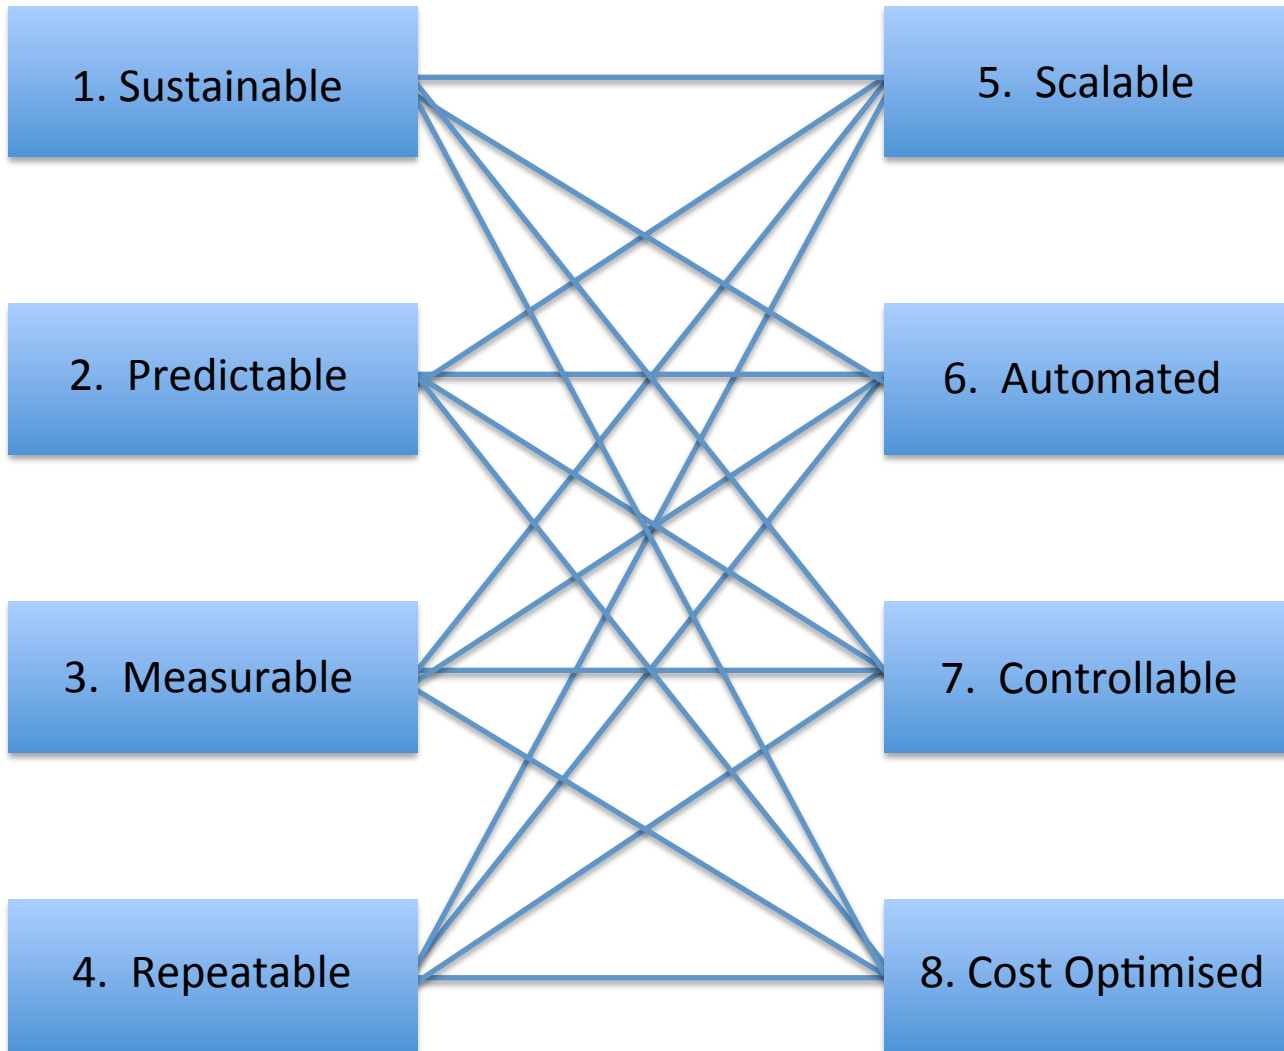 1. Sustainable
2. Predictable
3. Measurable
4. Repeatable
5. Scalable
6. Automated
7. Controllable
8. Cost Optimised